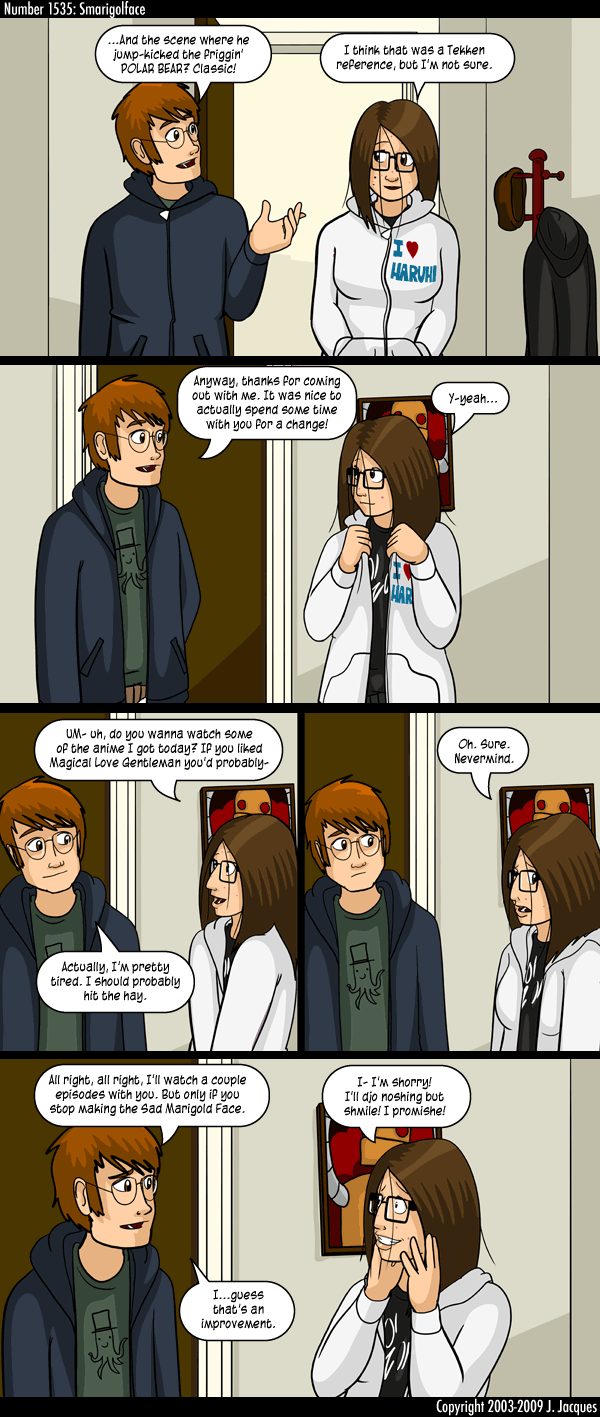 Number 1535: Smarigolface
...And the scene where he
jump-kicked the friggin'
POLAR BEAR? Classic!
I think that was a Tekken
reference, but I'm not sure.
I ♥
HARUHI
Anyway, thanks for coming
out with me. It was nice to
actually spend some time
with you for a change!
Y-yeah...
I ♥
HAR
UM- uh, do you wanna watch some
of the anime I got today? If you liked
Magical Love Gentleman you'd probably-
Actually, I'm pretty
tired. I should probably
hit the hay.
Oh. Sure.
Nevermind.
All right, all right, I'll watch a couple
episodes with you. But only if you
stop making the Sad Marigold Face.
I- I'm shorry!
I'll djo noshing but
shmile! I promishe!
I...guess
that's an
improvement.
Copyright 2003-2009 J. Jacques